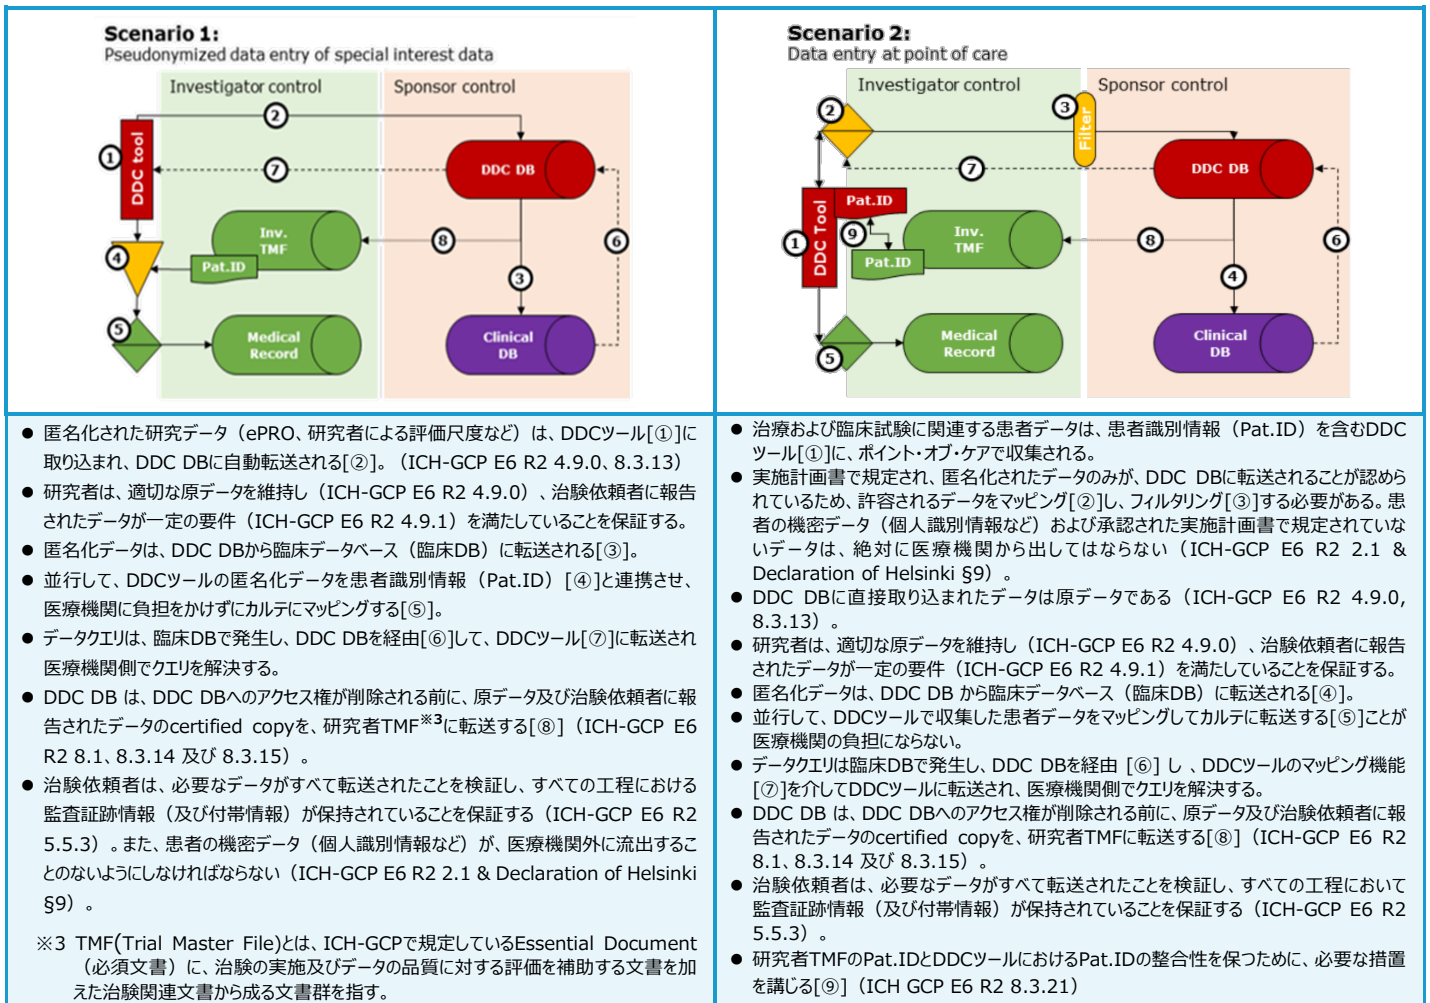 Scenario 1:
Pseudonymized data entry of special interest data
Investigator control
Sponsor control
②
①
DDC tool
DDC DB
⑦
Inv.
TMF
⑧
⑥
④
Pat.ID
③
⑤
Medical
Record
Clinical
DB
● 匿名化された研究データ（ePRO、研究者による評価尺度など）は、DDCツール[①]に
取り込まれ、DDC DBに自動転送される[②]。（ICH-GCP E6 R2 4.9.0、8.3.13）
● 研究者は、適切な原データを維持し（ICH-GCP E6 R2 4.9.0）、治験依頼者に報告
されたデータが一定の要件（ICH-GCP E6 R2 4.9.1）を満たしていることを保証する。
● 匿名化データは、DDC DBから臨床データベース（臨床DB）に転送される[③]。
● 並行して、DDCツールの匿名化データを患者識別情報（Pat.ID）[④]と連携させ、
医療機関に負担をかけずにカルテにマッピングする[⑤]。
● データクエリは、臨床DBで発生し、DDC DBを経由[⑥]して、DDCツール[⑦]に転送され
医療機関側でクエリを解決する。
● DDC DB は、DDC DBへのアクセス権が削除される前に、原データ及び治験依頼者に報
告されたデータのcertified copyを、研究者TMF※3に転送する[⑧]（ICH-GCP E6
R2 8.1、8.3.14 及び 8.3.15）。
● 治験依頼者は、必要なデータがすべて転送されたことを検証し、すべての工程における
監査証跡情報（及び付帯情報）が保持されていることを保証する（ICH-GCP E6 R2
5.5.3）。また、患者の機密データ（個人識別情報など）が、医療機関外に流出するこ
とのないようにしなければならない（ICH-GCP E6 R2 2.1 & Declaration of Helsinki
§9）。
※3 TMF(Trial Master File)とは、ICH-GCPで規定しているEssential Document
（必須文書）に、治験の実施及びデータの品質に対する評価を補助する文書を加
えた治験関連文書から成る文書群を指す。
Scenario 2:
Data entry at point of care
Investigator control
Sponsor control
②
③
Filter
DDC DB
⑦
Pat.ID
①
DDC Tool
⑨
Inv.
TMF
Pat.ID
⑧
⑥
④
⑤
Medical
Record
Clinical
DB
● 治療および臨床試験に関連する患者データは、患者識別情報（Pat.ID）を含むDDC
ツール[①]に、ポイント・オブ・ケアで収集される。
● 実施計画書で規定され、匿名化されたデータのみが、DDC DBに転送されることが認めら
れているため、許容されるデータをマッピング[②]し、フィルタリング[③]する必要がある。患
者の機密データ（個人識別情報など）および承認された実施計画書で規定されていな
いデータは、絶対に医療機関から出してはならない（ICH-GCP E6 R2 2.1 &
Declaration of Helsinki §9）。
● DDC DBに直接取り込まれたデータは原データである（ICH-GCP E6 R2 4.9.0,
8.3.13）。
● 研究者は、適切な原データを維持し（ICH-GCP E6 R2 4.9.0）、治験依頼者に報告
されたデータが一定の要件（ICH-GCP E6 R2 4.9.1）を満たしていることを保証する。
● 匿名化データは、DDC DB から臨床データベース（臨床DB）に転送される[④]。
● 並行して、DDCツールで収集した患者データをマッピングしてカルテに転送する[⑤]ことが
医療機関の負担にならない。
● データクエリは臨床DBで発生し、DDC DBを経由 [⑥] し 、DDCツールのマッピング機能
[⑦]を介してDDCツールに転送され、医療機関側でクエリを解決する。
● DDC DB は、DDC DBへのアクセス権が削除される前に、原データ及び治験依頼者に報
告されたデータのcertified copyを、研究者TMFに転送する[⑧]（ICH-GCP E6 R2
8.1、8.3.14 及び 8.3.15）。
● 治験依頼者は、必要なデータがすべて転送されたことを検証し、すべての工程において
監査証跡情報（及び付帯情報）が保持されていることを保証する（ICH-GCP E6 R2
5.5.3）。
● 研究者TMFのPat.IDとDDCツールにおけるPat.IDの整合性を保つために、必要な措置
を講じる[⑨]（ICH GCP E6 R2 8.3.21）